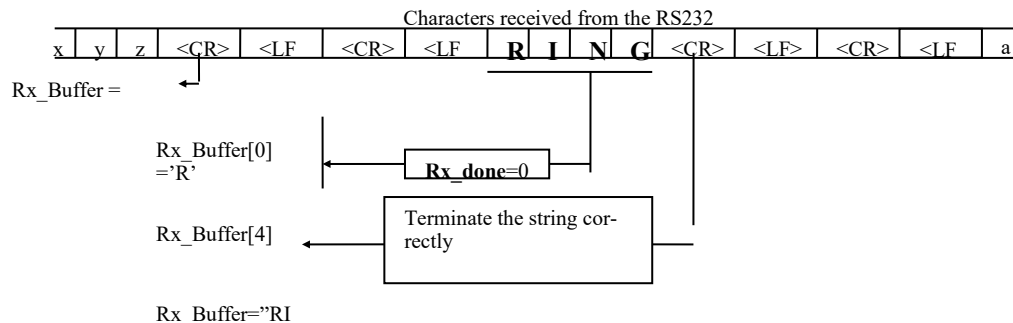 Characters received from the RS232
x y z <CR> <LF <CR> <LF R I N G <CR> <LF> <CR> <LF a
Rx_Buffer =
Rx_Buffer[0]
=’R’
Rx_done=0
Terminate the string cor-
rectly
Rx_Buffer[4]
Rx_Buffer=”RI